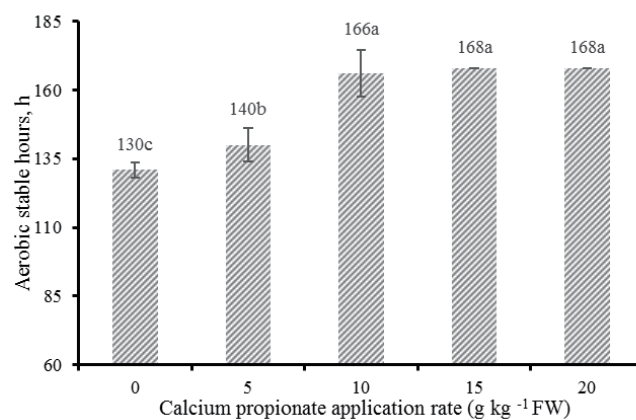 185
160
135
110
85
60
Aerobic stable hours, h
130c
140b
166a
168a
168a
0 5 10 15 20
Calcium propionate application rate (g kg -1 FW)